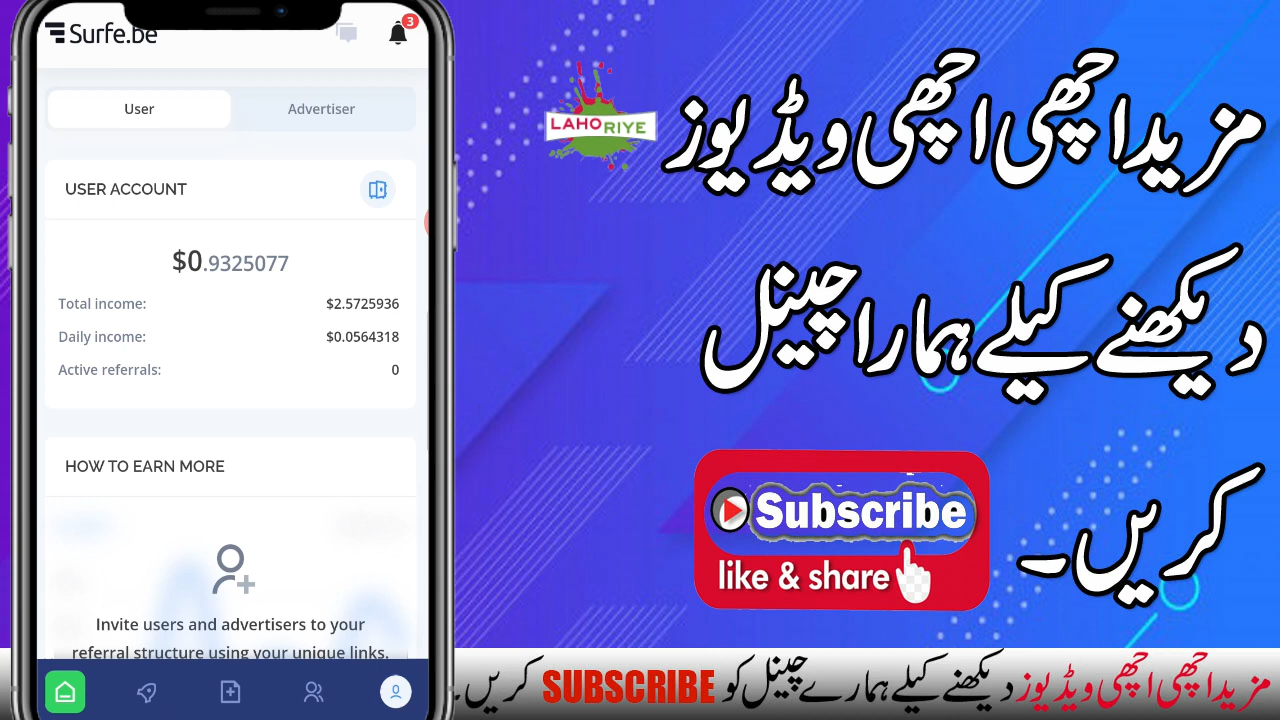 Surfe.be
3
User
Advertiser
USER ACCOUNT
$0.9325077
Total income: $2.5725936
Daily income: $0.0564318
Active referrals: 0
HOW TO EARN MORE
Invite users and advertisers to your
referral structure using your unique links.
LAHORIYE
مزید اچھی اچھی ویڈیوز
دیکھنے کیلے ہمارا چینل
Subscribe
like & share
کریں۔
مزید اچھی اچھی ویڈیوز دیکھنے کیلے ہمارے چینل کو SUBSCRIBE کریں۔